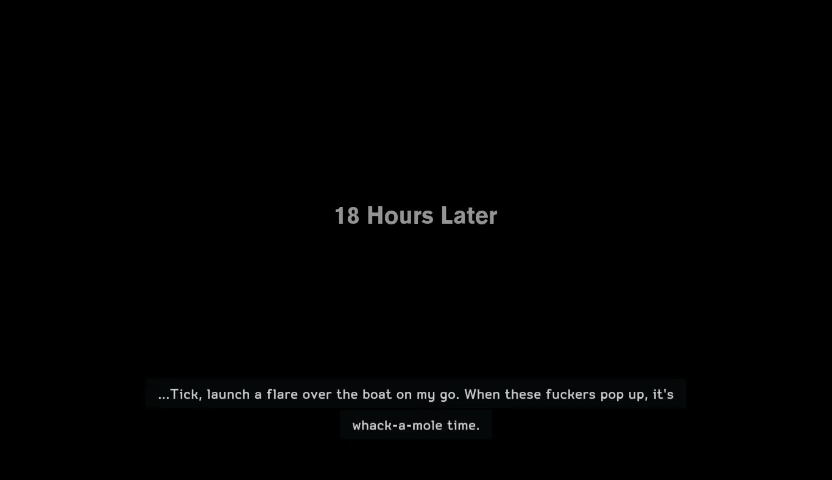 18 Hours Later
...Tick, launch a flare over the boat on my go. When these fuckers pop up, it's
whack-a-mole time.